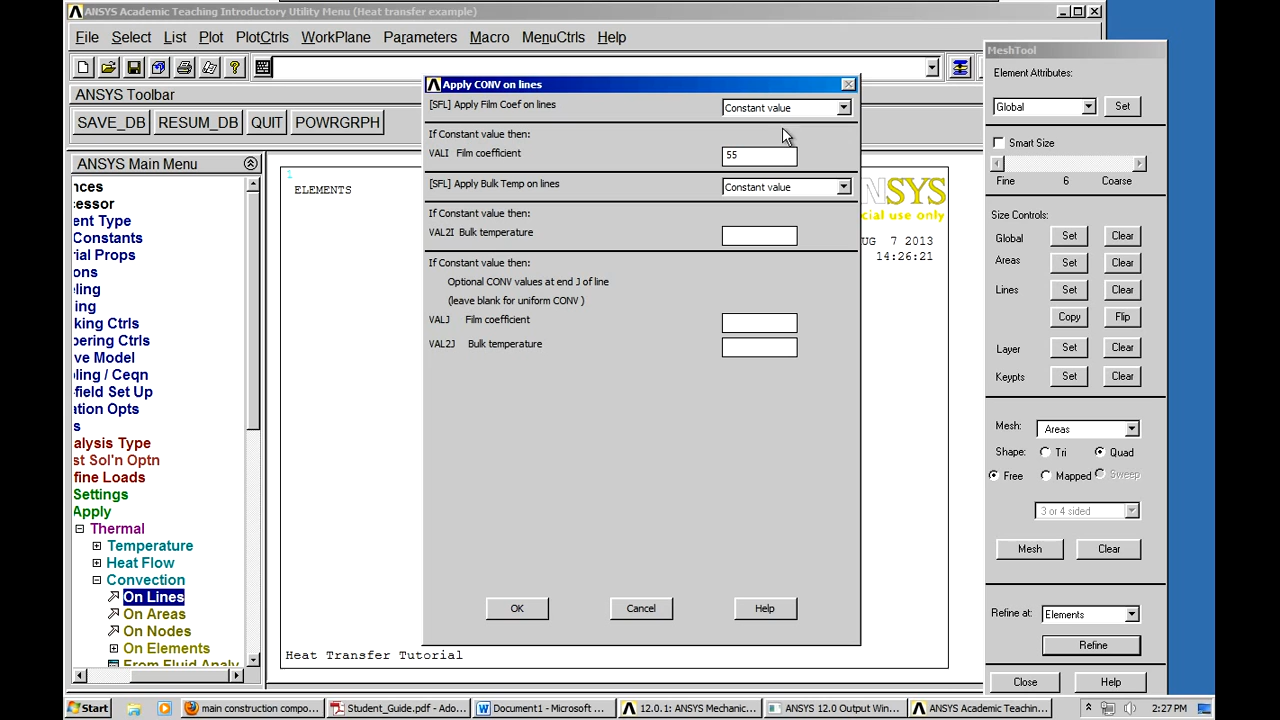 ANSYS Academic Teaching Introductory Utility Menu (Heat transfer example)
File Select List Plot PlotCtrls WorkPlane Parameters Macro MenuCtrls Help
ANSYS Toolbar
SAVE_DB RESUM_DB QUIT POWRGRPH
ANSYS Main Menu
nces
cessor
ent Type
Constants
rial Props
ions
eling
ing
king Ctrls
bering Ctrls
ve Model
ling / Ceqn
field Set Up
ation Opts
s
alysis Type
st Sol'n Optn
fine Loads
Settings
Apply
Thermal
Temperature
Heat Flow
Convection
On Lines
On Areas
On Nodes
On Elements
From Fluid Analy
1
ELEMENTS
NSYS
cial use only
UG 7 2013
14:26:21
Heat Transfer Tutorial
Apply CONV on lines
[SFL] Apply Film Coef on lines Constant value
If Constant value then:
VALI Film coefficient 55
[SFL] Apply Bulk Temp on lines Constant value
If Constant value then:
VAL2I Bulk temperature
If Constant value then:
Optional CONV values at end J of line
(leave blank for uniform CONV )
VALJ Film coefficient
VAL2J Bulk temperature
OK Cancel Help
MeshTool
Element Attributes:
Global Set
Smart Size
Fine 6 Coarse
Size Controls:
Global Set Clear
Areas Set Clear
Lines Set Clear
Copy Flip
Layer Set Clear
Keypts Set Clear
Mesh: Areas
Shape: Tri Quad
Free Mapped Sweep
3 or 4 sided
Mesh Clear
Refine at: Elements
Refine
Close Help
Start main construction compo... Student_Guide.pdf - Ado... Document1 - Microsoft ... 12.0.1: ANSYS Mechanic... ANSYS 12.0 Output Win... ANSYS Academic Teachin... 2:27 PM